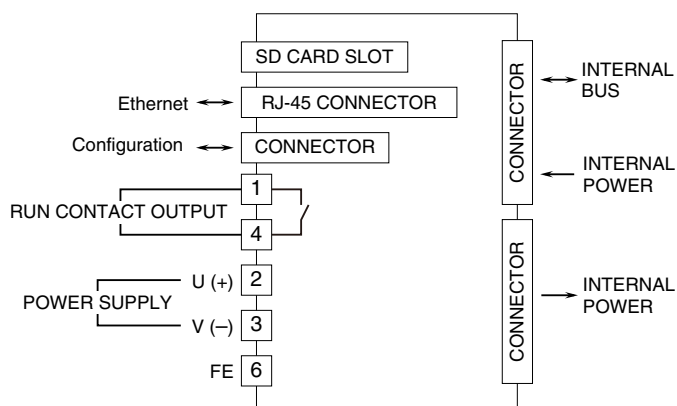 SD CARD SLOT
Ethernet
RJ-45 CONNECTOR
Configuration
CONNECTOR
RUN CONTACT OUTPUT
1
4
POWER SUPPLY
U (+)
2
V (–)
3
FE
6
CONNECTOR
INTERNAL
BUS
INTERNAL
POWER
CONNECTOR
INTERNAL
POWER